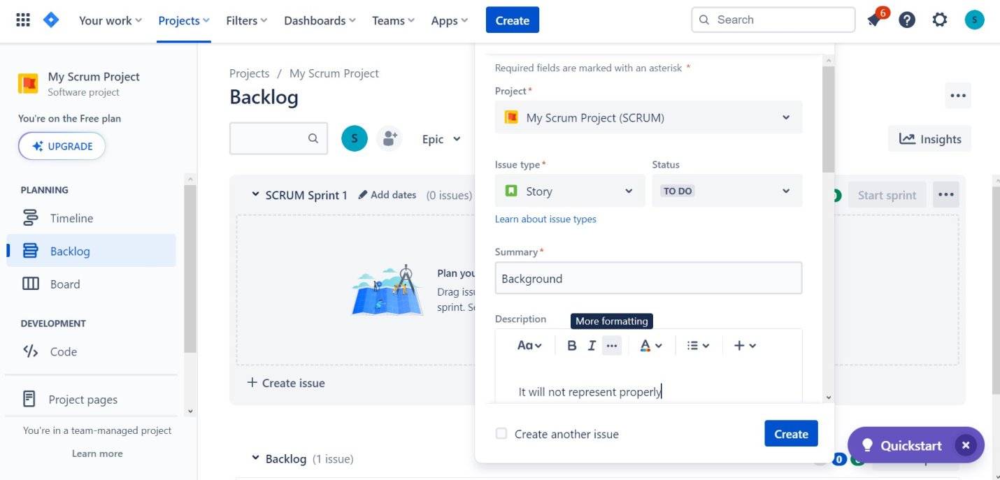 Your work
Projects
Filters
Dashboards
Teams
Apps
Create
Search
6
S
My Scrum Project
Software project
You're on the Free plan
UPGRADE
PLANNING
Timeline
Backlog
Board
DEVELOPMENT
Code
Project pages
You're in a team-managed project
Learn more
Projects / My Scrum Project
Backlog
S
Epic
Insights
SCRUM Sprint 1 Add dates (0 issues)
Start sprint
Plan you
Drag issu
sprint. Se
+ Create issue
Backlog (1 issue)
0
Required fields are marked with an asterisk *
Project*
My Scrum Project (SCRUM)
Issue type* Status
Story TO DO
Learn about issue types
Summary*
Background
Description
More formatting
Aa B I ... A +
It will not represent properly
Create another issue
Create
Quickstart